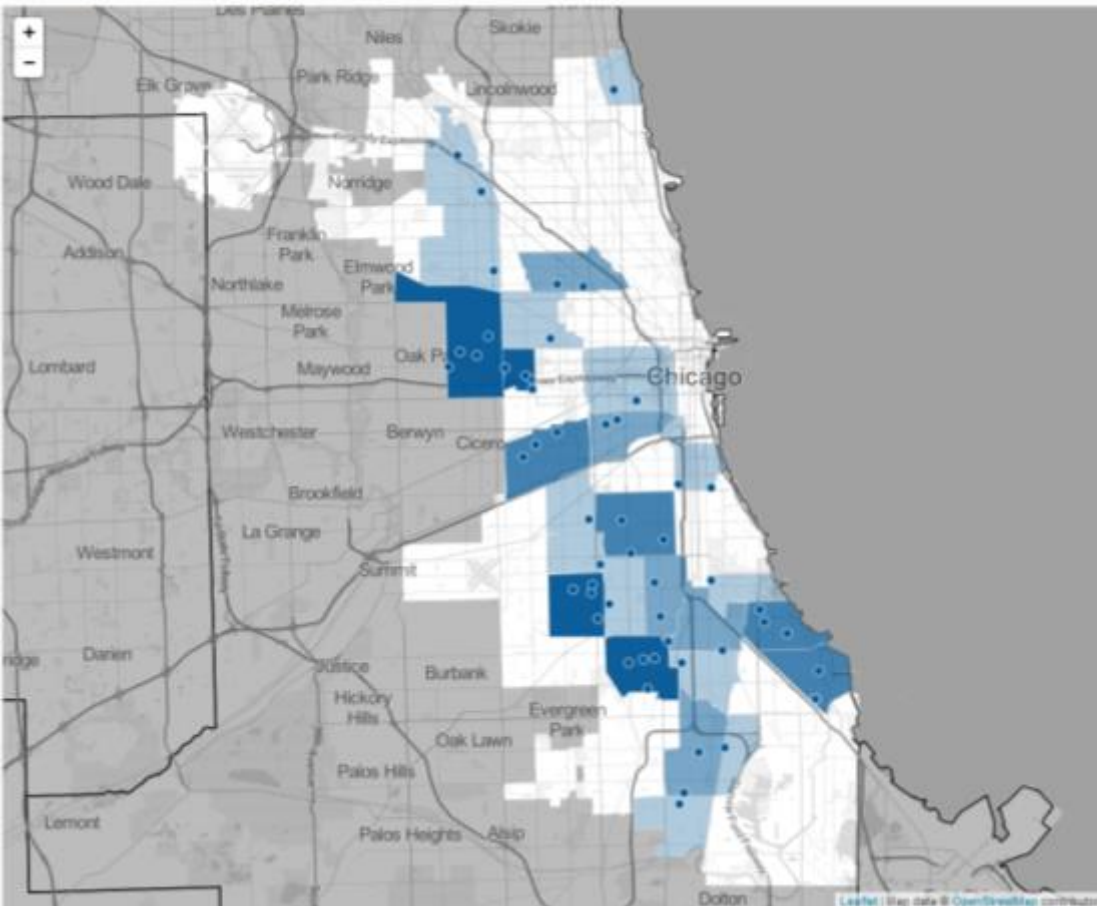 Des Plaines
+
−
Skokie
Niles
Park Ridge
Elk Grove
Lincolnwood
Wood Dale
Norridge
Franklin
Park
Addison
Elmwood
Park
Northlake
Melrose
Park
Oak P
Lombard
Maywood
Chicago
Westchester
Berwyn
Cicero
Brookfield
La Grange
Westmont
Summit
Darien
Justice
Burbank
Hickory
Hills
Evergreen
Park
Oak Lawn
Palos Hills
Lemont
Palos Heights
Alsip
Dolton
Leaflet | Map data © OpenStreetMap contributo